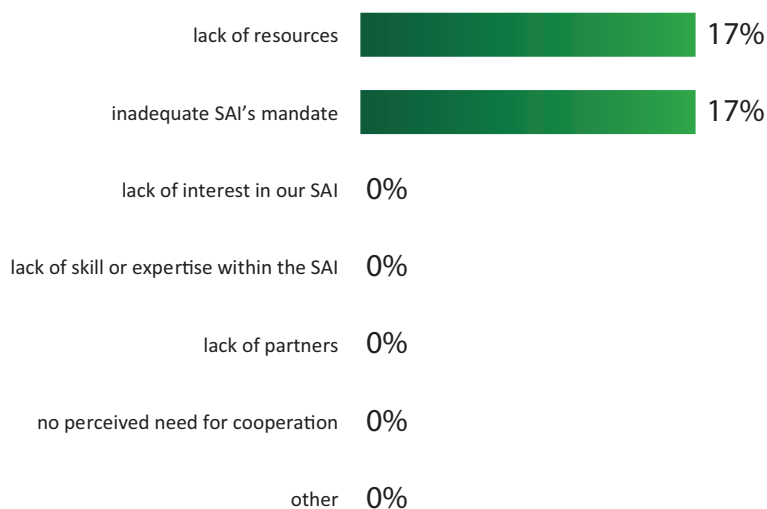 lack of resources 17%
inadequate SAI's mandate 17%
lack of interest in our SAI 0%
lack of skill or expertise within the SAI 0%
lack of partners 0%
no perceived need for cooperation 0%
other 0%